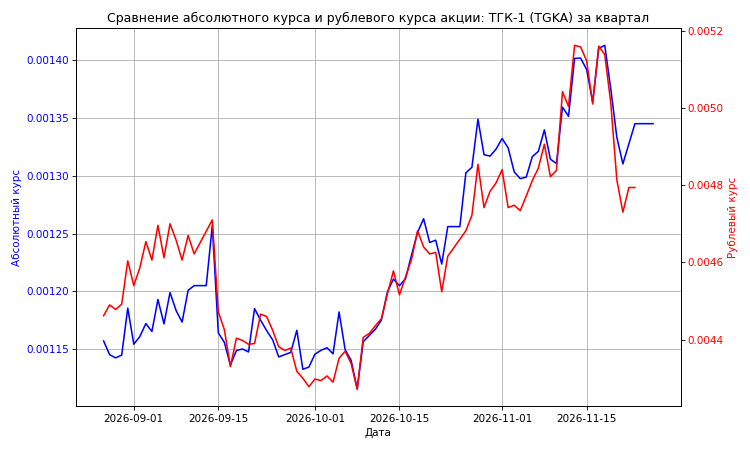 Сравнение абсолютного курса и рублевого курса акции: ТГК-1 (TGKA) за квартал
0.00140
0.00135
0.00130
0.00125
0.00120
0.00115
Абсолютный курс
0.0052
0.0050
0.0048
0.0046
0.0044
Рублевый курс
2026-09-01 2026-09-15 2026-10-01 2026-10-15 2026-11-01 2026-11-15
Дата